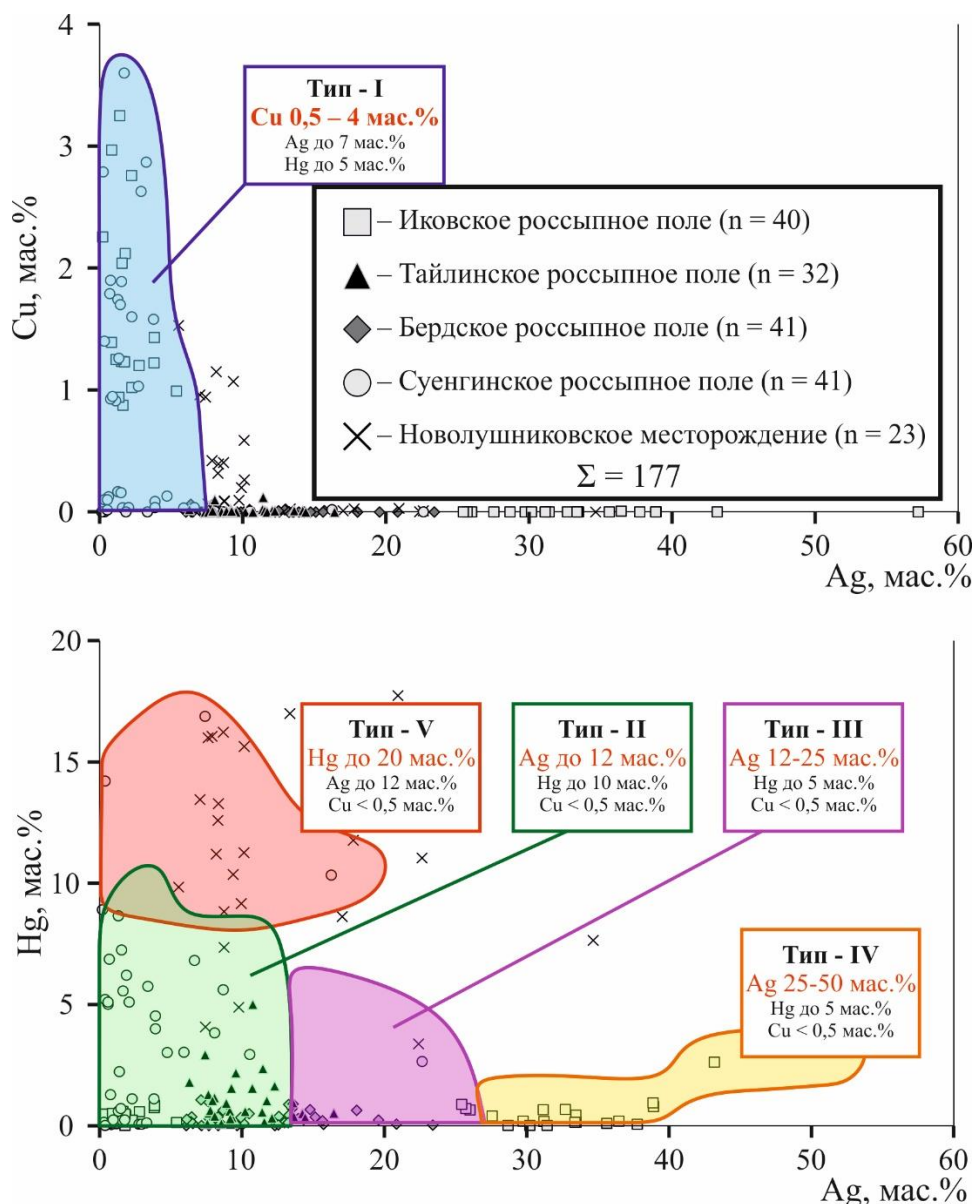 4
3
2
1
0
Cu, мас.%
Тип - I
Cu 0,5 – 4 мас.%
Ag до 7 мас.%
Hg до 5 мас.%
– Иковское россыпное поле (n = 40)
– Тайлинское россыпное поле (n = 32)
– Бердское россыпное поле (n = 41)
– Суенгинское россыпное поле (n = 41)
– Новолушниковское месторождение (n = 23)
Σ = 177
0 10 20 30 40 50 60
Ag, мас.%
20
15
10
5
0
Hg, мас.%
Тип - V
Hg до 20 мас.%
Ag до 12 мас.%
Cu < 0,5 мас.%
Тип - II
Ag до 12 мас.%
Hg до 10 мас.%
Cu < 0,5 мас.%
Тип - III
Ag 12-25 мас.%
Hg до 5 мас.%
Cu < 0,5 мас.%
Тип - IV
Ag 25-50 мас.%
Hg до 5 мас.%
Cu < 0,5 мас.%
0 10 20 30 40 50 60
Ag, мас.%